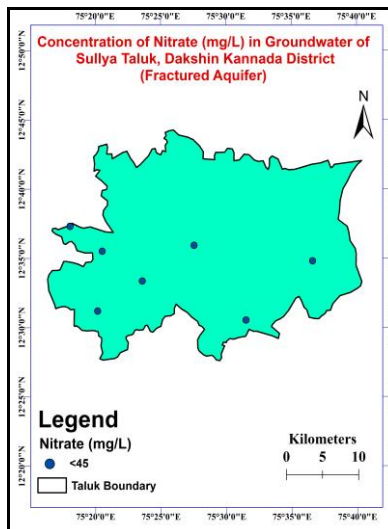 75°20'0"E 75°25'0"E 75°30'0"E 75°35'0"E 75°40'0"E
Concentration of Nitrate (mg/L) in Groundwater of
Sullya Taluk, Dakshin Kannada District
(Fractured Aquifer)
N
12°50'0"N
12°45'0"N
12°40'0"N
12°35'0"N
12°30'0"N
12°25'0"N
12°20'0"N
Legend
Nitrate (mg/L)
<45
Taluk Boundary
Kilometers
0 5 10
75°20'0"E 75°25'0"E 75°30'0"E 75°35'0"E 75°40'0"E